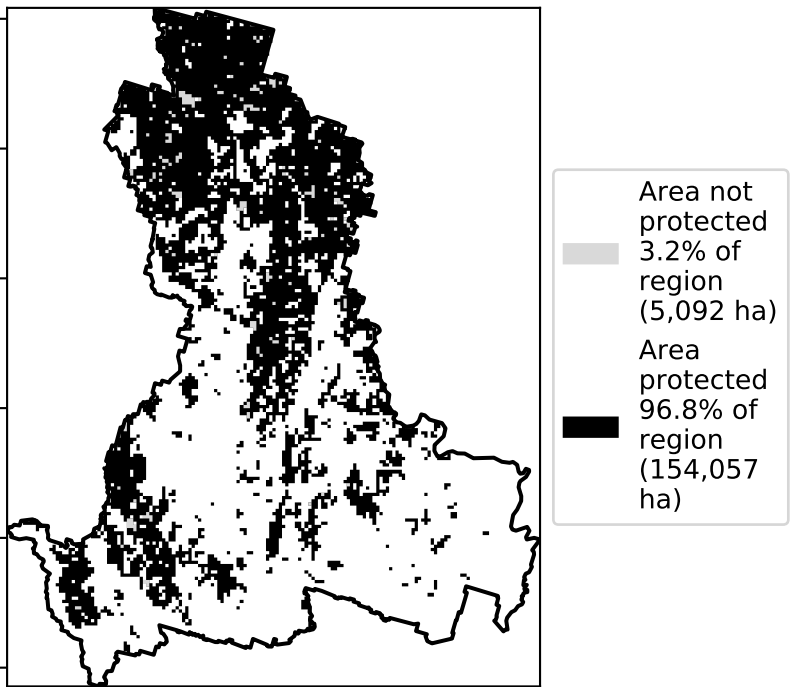 Area not
protected
3.2% of
region
(5,092 ha)
Area
protected
96.8% of
region
(154,057
ha)